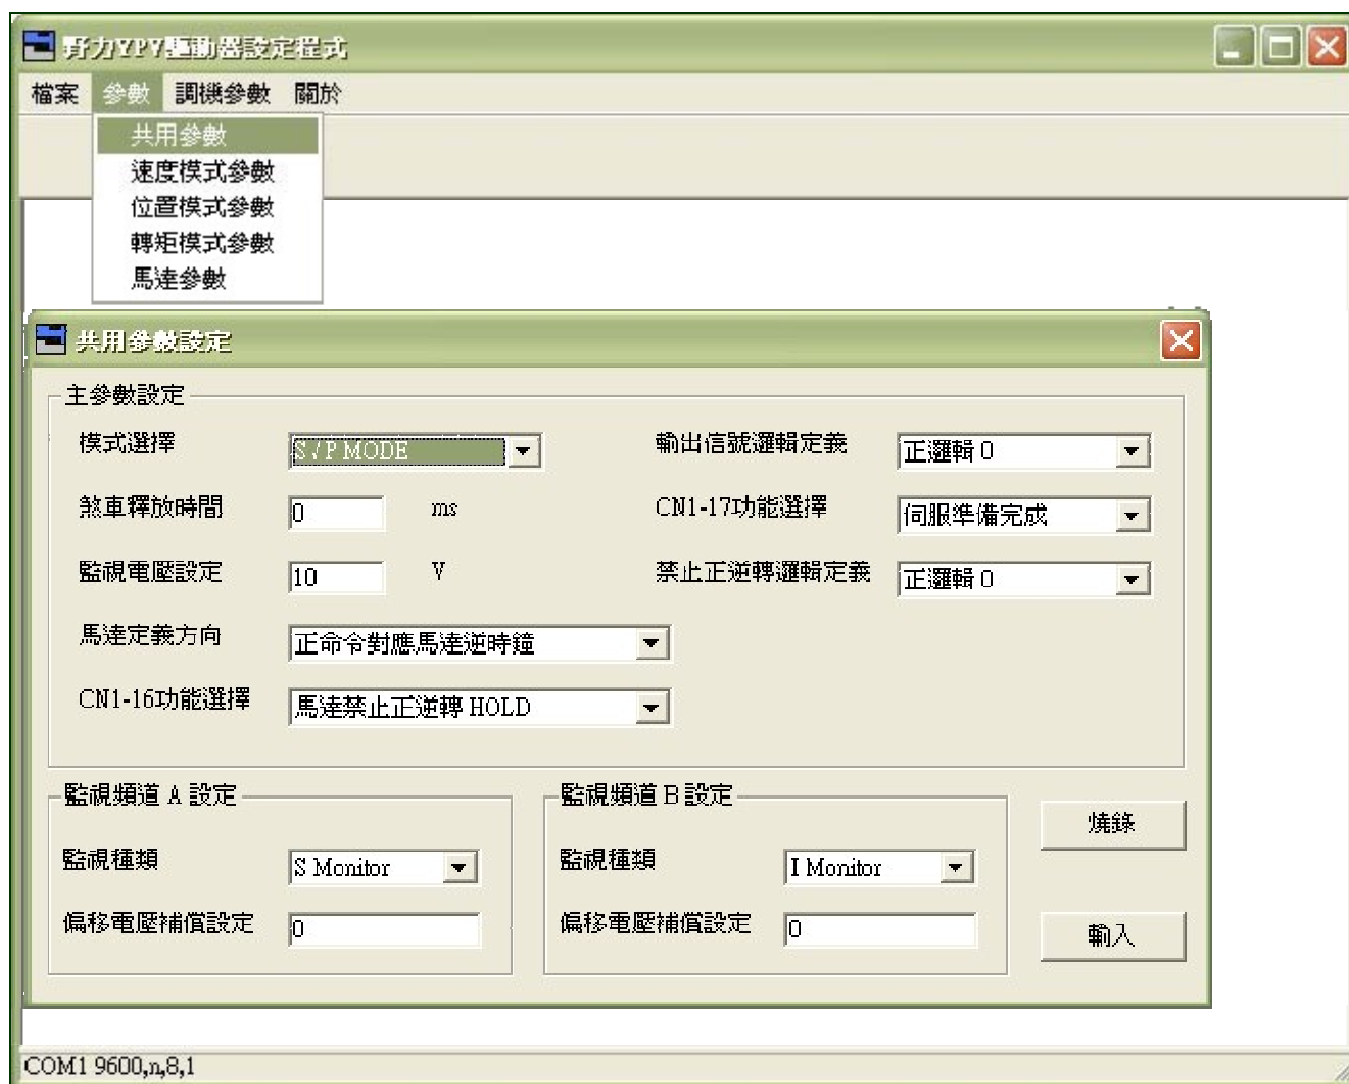 野力YPV驅動器設定程式
檔案 參數 調機參數 關於
共用參數
速度模式參數
位置模式參數
轉矩模式參數
馬達參數
共用參數設定
主參數設定
模式選擇 S / P MODE 輸出信號邏輯定義 正邏輯 0
煞車釋放時間 0 ms CN1-17功能選擇 伺服準備完成
監視電壓設定 10 V 禁止正逆轉邏輯定義 正邏輯 0
馬達定義方向 正命令對應馬達逆時鐘
CN1-16功能選擇 馬達禁止正逆轉 HOLD
監視頻道 A 設定 監視頻道 B 設定
監視種類 S Monitor 監視種類 I Monitor 燒錄
偏移電壓補償設定 0 偏移電壓補償設定 0 輸入
COM1 9600,n,8,1